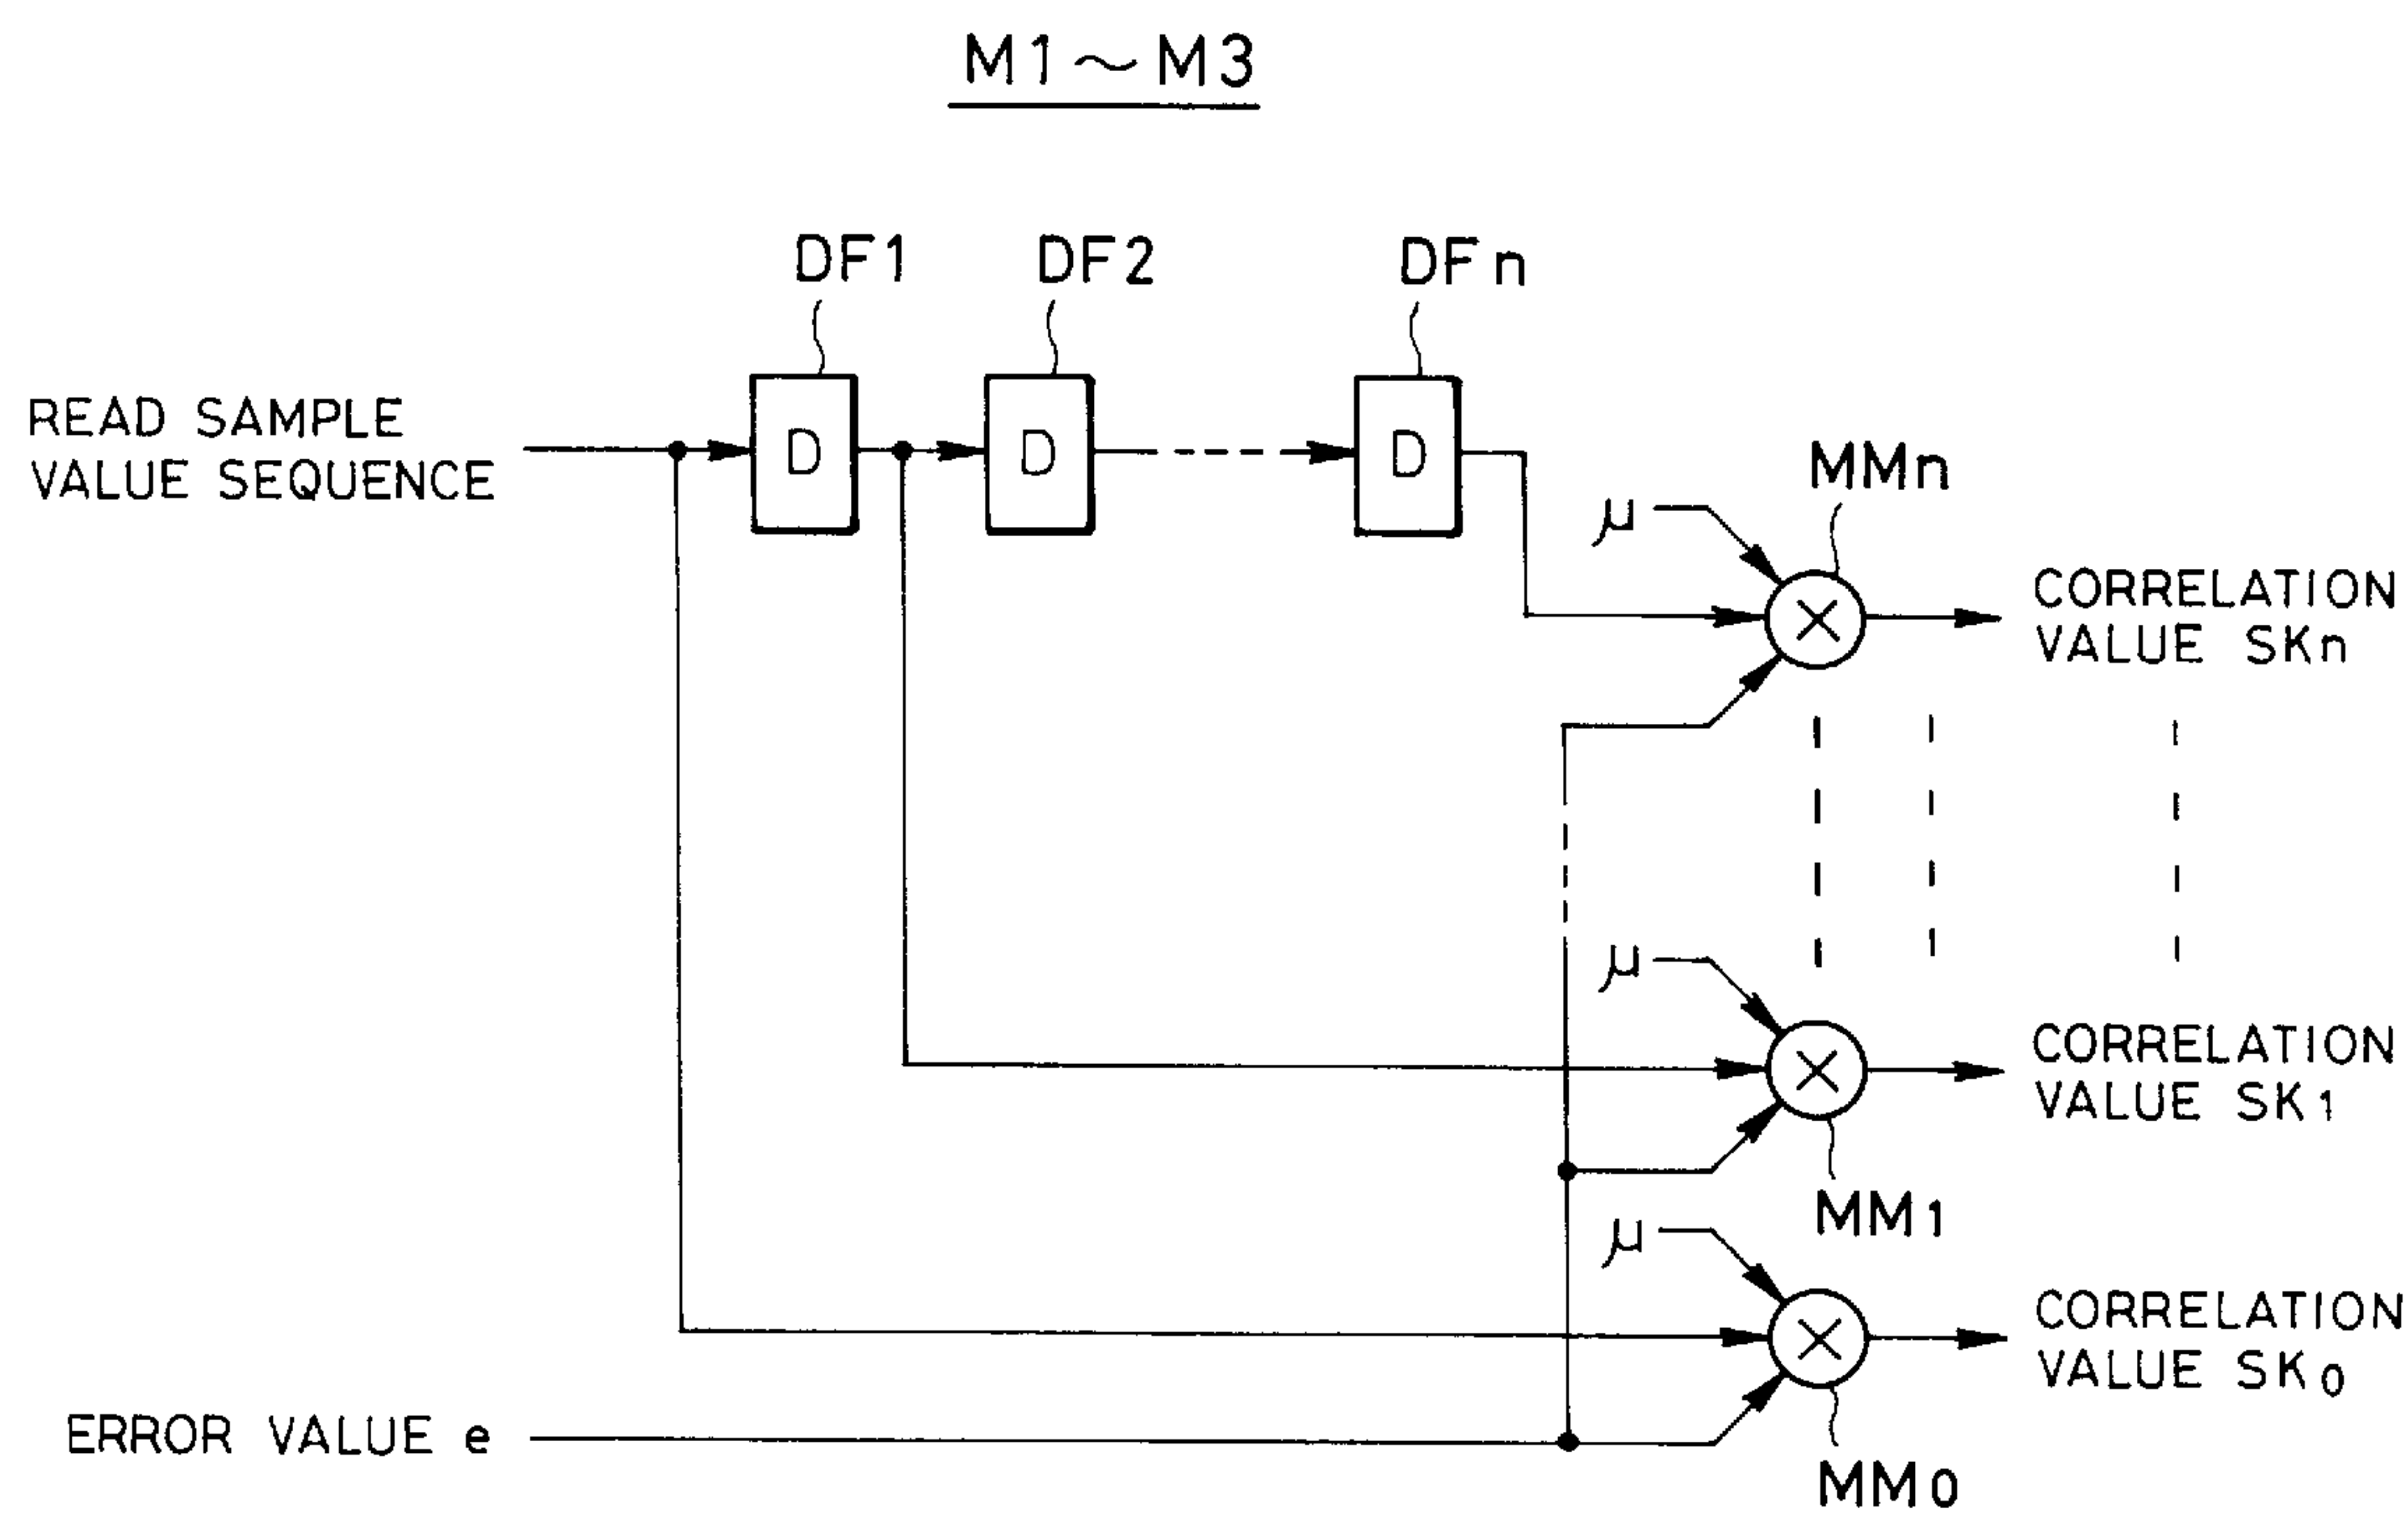 M1～M3
DF1
DF2
DFn
READ SAMPLE
VALUE SEQUENCE
D
D
D
MMn
μ
CORRELATION
VALUE SKn
μ
CORRELATION
VALUE SK1
MM1
μ
CORRELATION
VALUE SK0
ERROR VALUE e
MM0